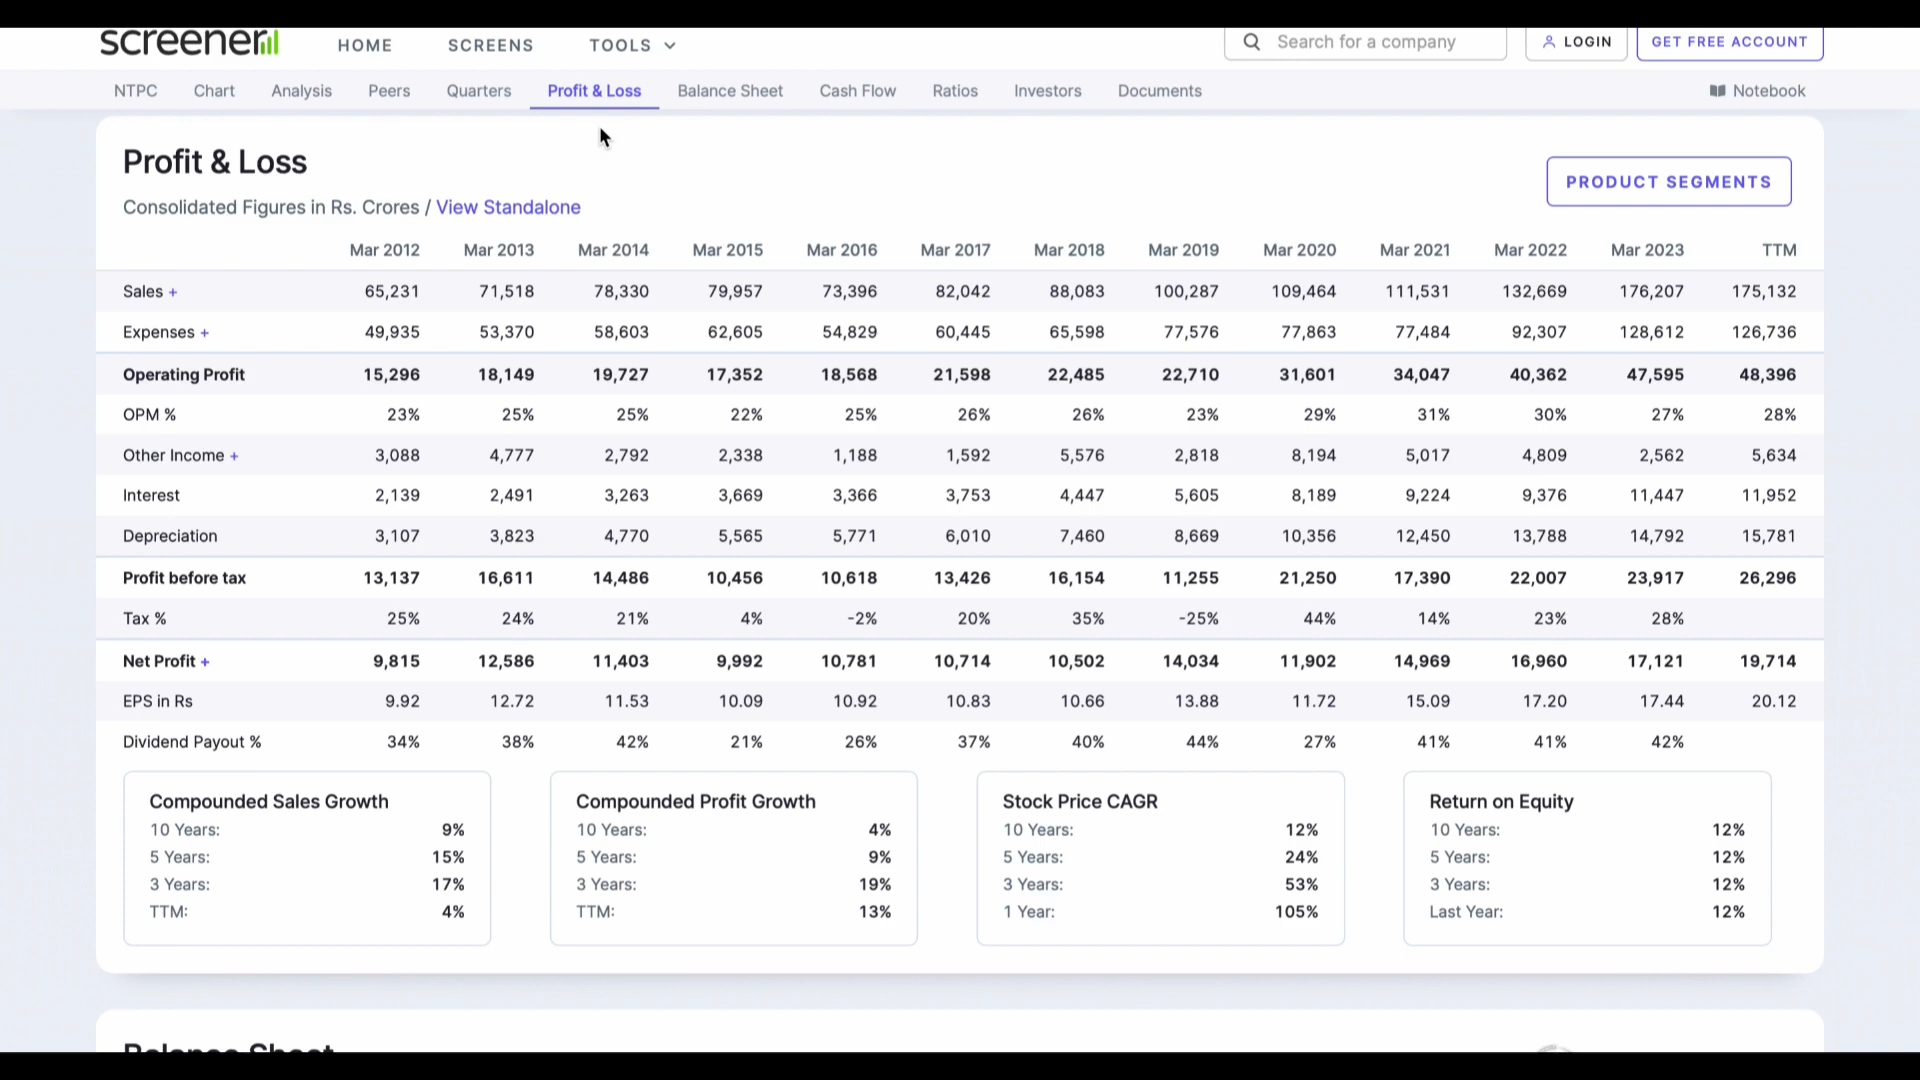 screener
HOME SCREENS TOOLS
Search for a company
LOGIN
GET FREE ACCOUNT
NTPC Chart Analysis Peers Quarters Profit & Loss Balance Sheet Cash Flow Ratios Investors Documents Notebook
Profit & Loss
PRODUCT SEGMENTS
Consolidated Figures in Rs. Crores / View Standalone
Mar 2012 Mar 2013 Mar 2014 Mar 2015 Mar 2016 Mar 2017 Mar 2018 Mar 2019 Mar 2020 Mar 2021 Mar 2022 Mar 2023 TTM
Sales + 65,231 71,518 78,330 79,957 73,396 82,042 88,083 100,287 109,464 111,531 132,669 176,207 175,132
Expenses + 49,935 53,370 58,603 62,605 54,829 60,445 65,598 77,576 77,863 77,484 92,307 128,612 126,736
Operating Profit 15,296 18,149 19,727 17,352 18,568 21,598 22,485 22,710 31,601 34,047 40,362 47,595 48,396
OPM % 23% 25% 25% 22% 25% 26% 26% 23% 29% 31% 30% 27% 28%
Other Income + 3,088 4,777 2,792 2,338 1,188 1,592 5,576 2,818 8,194 5,017 4,809 2,562 5,634
Interest 2,139 2,491 3,263 3,669 3,366 3,753 4,447 5,605 8,189 9,224 9,376 11,447 11,952
Depreciation 3,107 3,823 4,770 5,565 5,771 6,010 7,460 8,669 10,356 12,450 13,788 14,792 15,781
Profit before tax 13,137 16,611 14,486 10,456 10,618 13,426 16,154 11,255 21,250 17,390 22,007 23,917 26,296
Tax % 25% 24% 21% 4% -2% 20% 35% -25% 44% 14% 23% 28%
Net Profit + 9,815 12,586 11,403 9,992 10,781 10,714 10,502 14,034 11,902 14,969 16,960 17,121 19,714
EPS in Rs 9.92 12.72 11.53 10.09 10.92 10.83 10.66 13.88 11.72 15.09 17.20 17.44 20.12
Dividend Payout % 34% 38% 42% 21% 26% 37% 40% 44% 27% 41% 41% 42%
Compounded Sales Growth
10 Years: 9%
5 Years: 15%
3 Years: 17%
TTM: 4%
Compounded Profit Growth
10 Years: 4%
5 Years: 9%
3 Years: 19%
TTM: 13%
Stock Price CAGR
10 Years: 12%
5 Years: 24%
3 Years: 53%
1 Year: 105%
Return on Equity
10 Years: 12%
5 Years: 12%
3 Years: 12%
Last Year: 12%
Balance Sheet